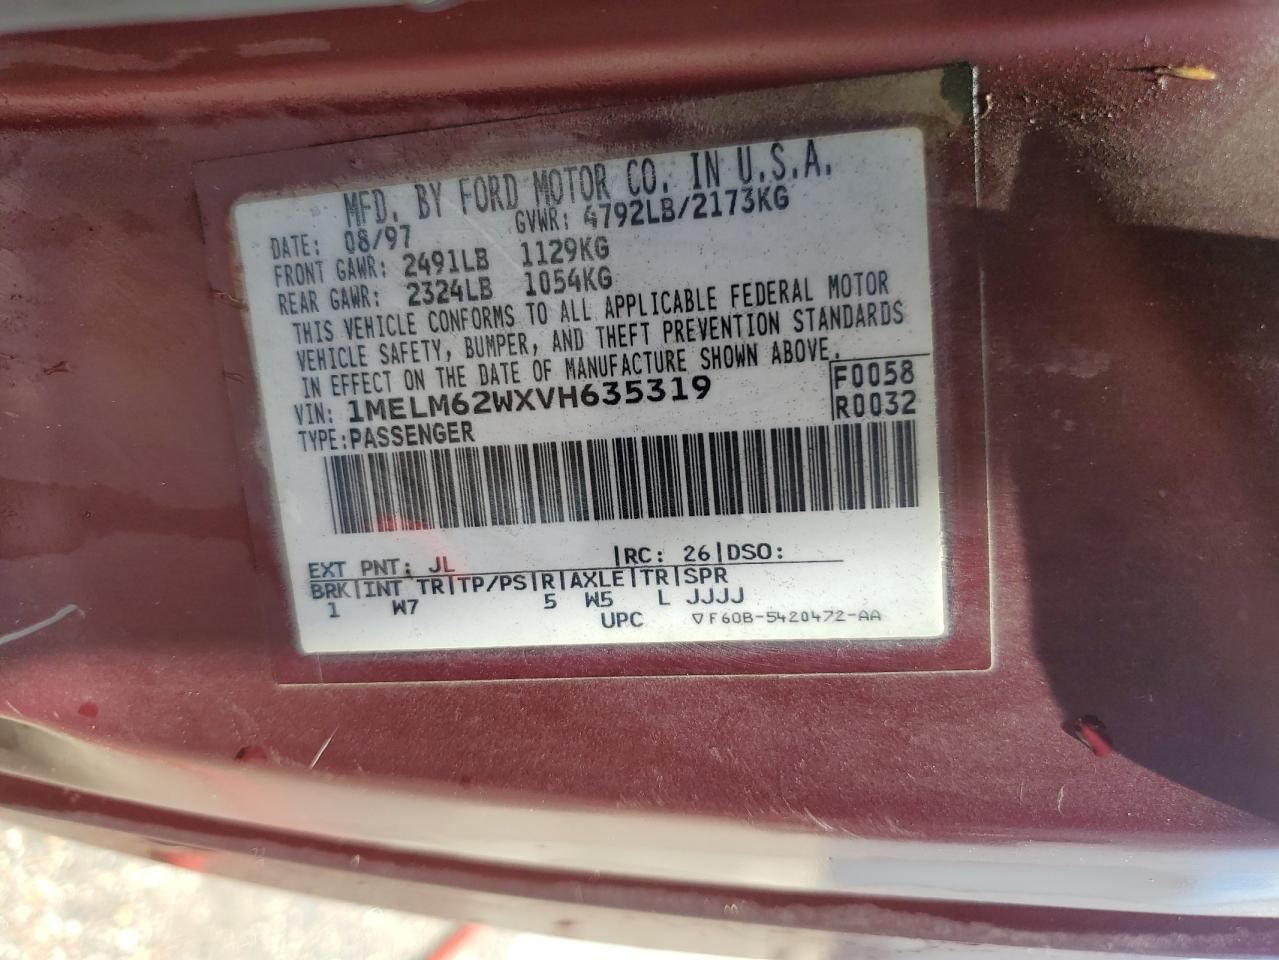 MFD. BY FORD MOTOR CO. IN U.S.A.
DATE: 08/97 GVWR: 4792LB/2173KG
FRONT GAWR: 2491LB 1129KG
REAR GAWR: 2324LB 1054KG
THIS VEHICLE CONFORMS TO ALL APPLICABLE FEDERAL MOTOR
VEHICLE SAFETY, BUMPER, AND THEFT PREVENTION STANDARDS
IN EFFECT ON THE DATE OF MANUFACTURE SHOWN ABOVE.
VIN: 1MELM62WXVH635319 F0058
TYPE: PASSENGER R0032
EXT PNT: JL |RC: 26|DSO:
BRK|INT TR|TP/PS|R|AXLE|TR|SPR
1 W7 5 W5 L JJJJ
UPC ▽F60B-5420472-AA